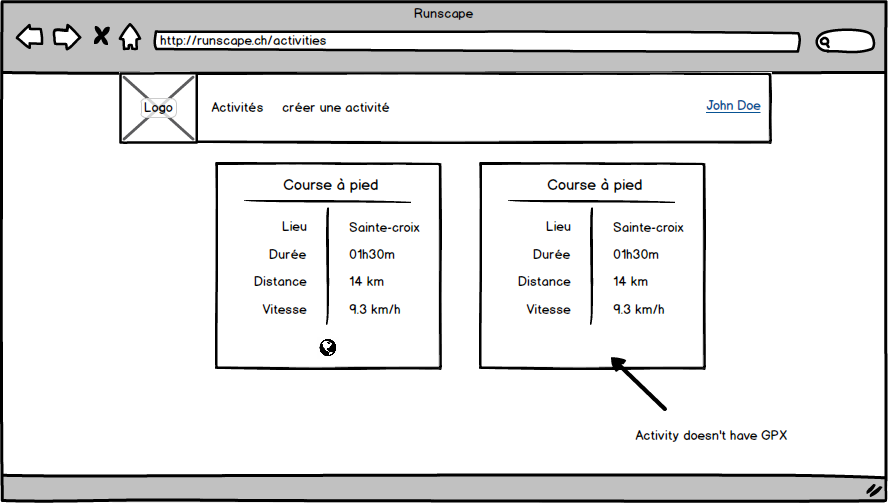 Runscape
http://runscape.ch/activities
Logo
Activités créer une activité
John Doe
Course à pied
Lieu Sainte-croix
Durée 01h30m
Distance 14 km
Vitesse 9.3 km/h
Course à pied
Lieu Sainte-croix
Durée 01h30m
Distance 14 km
Vitesse 9.3 km/h
Activity doesn't have GPX